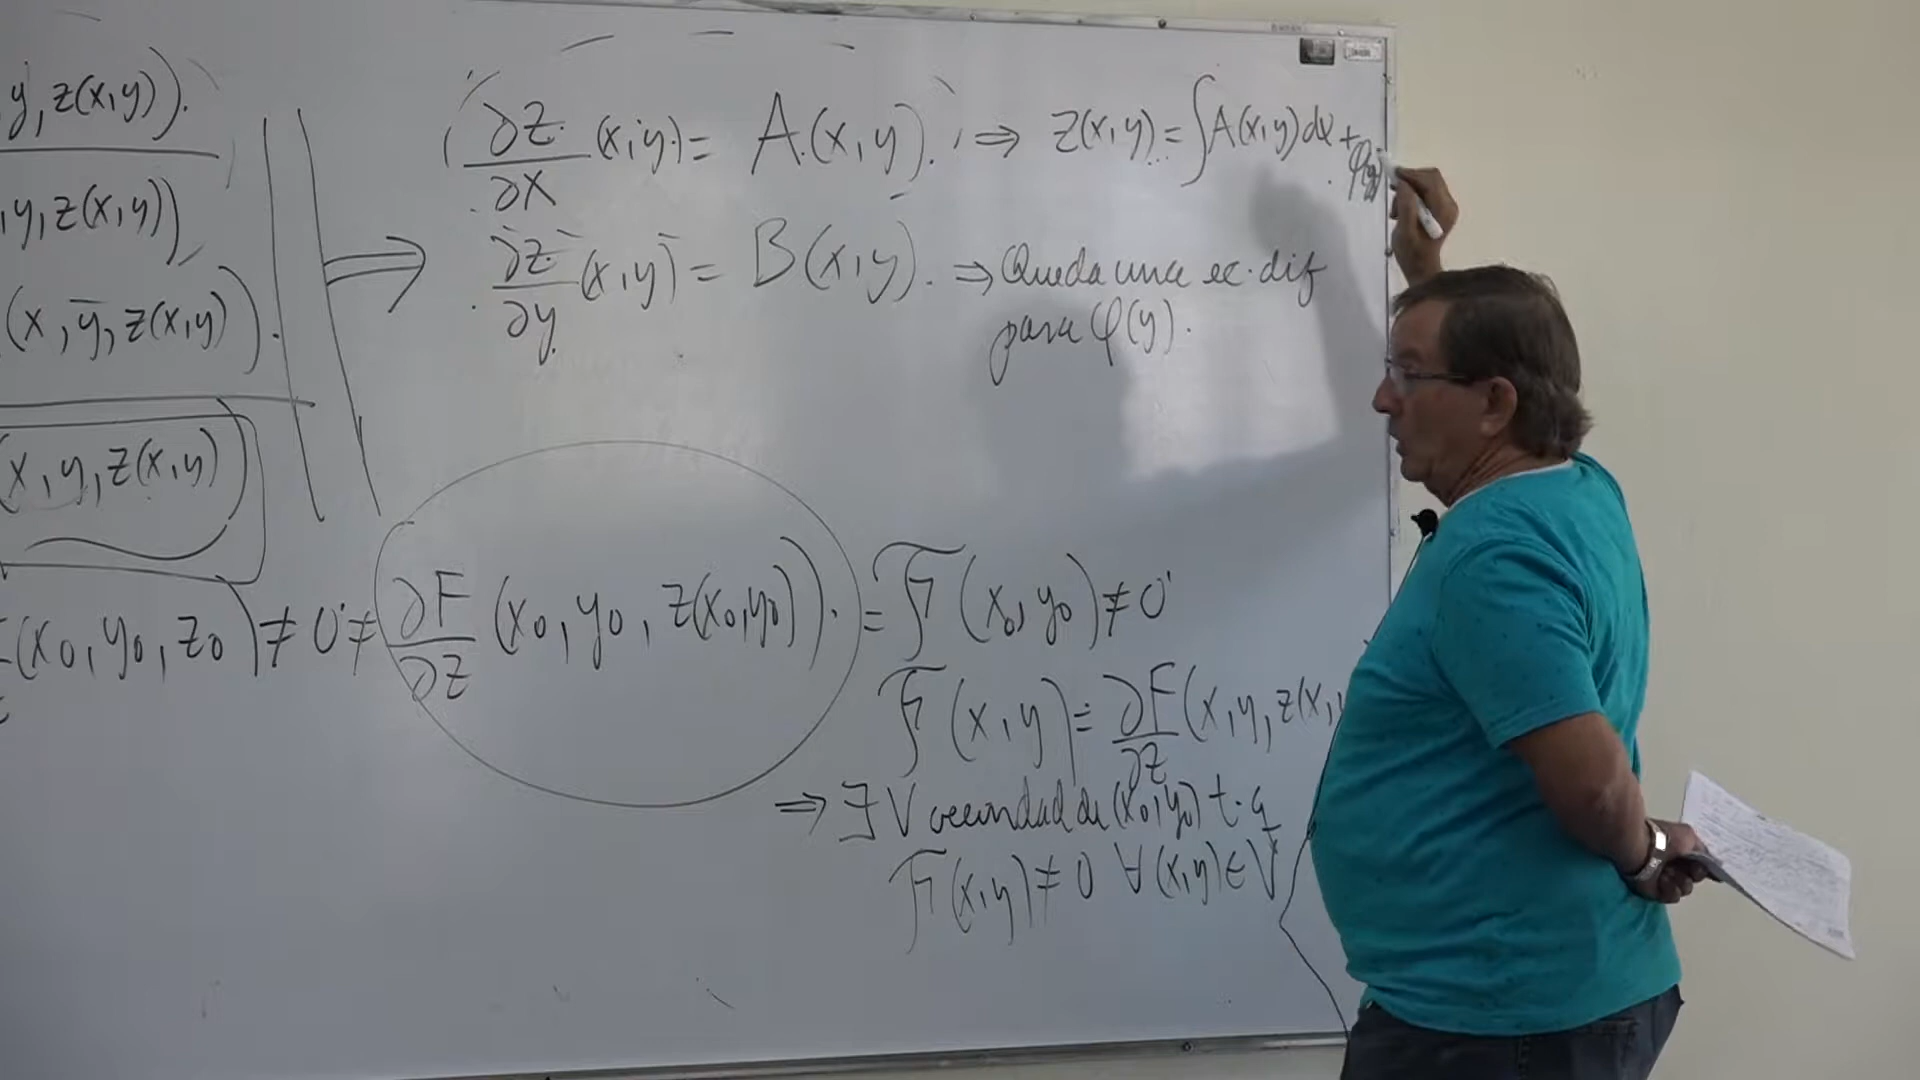 y, z(x,y)).
, y, z(x,y))
(x, y, z(x,y)).
(x, y, z(x,y)
(x₀, y₀, z₀) ≠ 0 ≠ ∂F/∂z (x₀, y₀, z(x₀,y₀)). = F(x₀, y₀) ≠ 0
∂z/∂x (x,y) = A(x,y). ⇒ z(x,y) = ∫A(x,y)dx + φ(y)
∂z/∂y (x,y) = B(x,y). ⇒ Queda una ec. dif
para φ(y).
F(x,y) = ∂F/∂z (x, y, z(x,
⇒ ∃ V vecindad de (x₀,y₀) t.q
F(x,y) ≠ 0 ∀(x,y) ∈ V